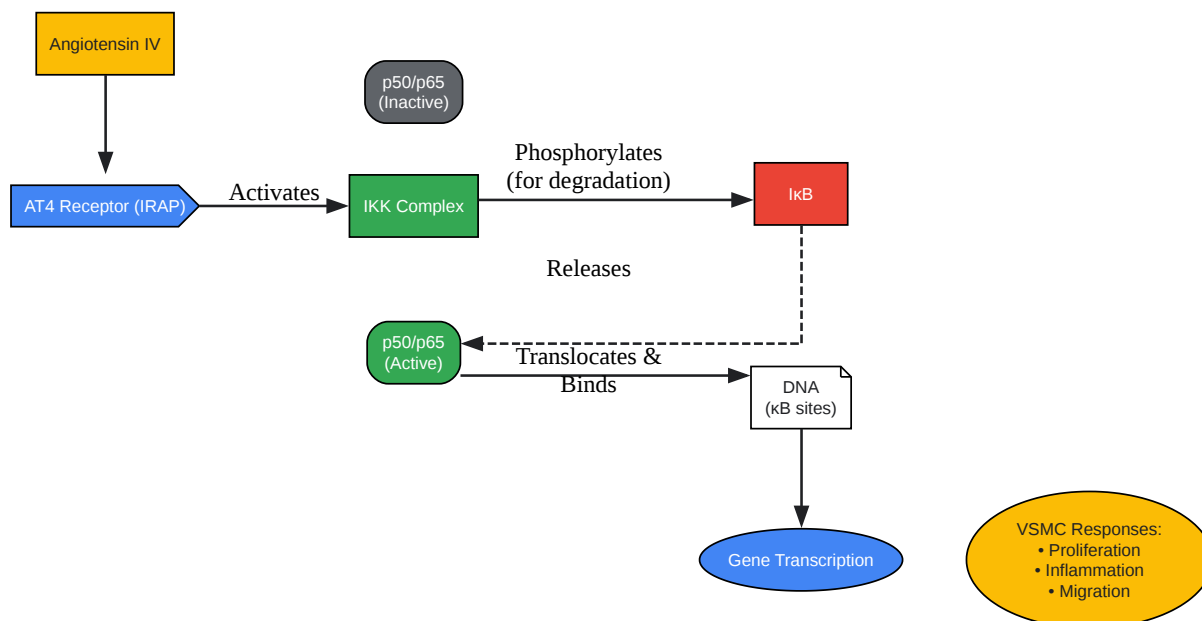 Angiotensin IV
p50/p65
(Inactive)
AT4 Receptor (IRAP)
Activates
IKK Complex
Phosphorylates
(for degradation)
IκB
Releases
p50/p65
(Active)
Translocates &
Binds
DNA
(κB sites)
Gene Transcription
VSMC Responses:
• Proliferation
• Inflammation
• Migration